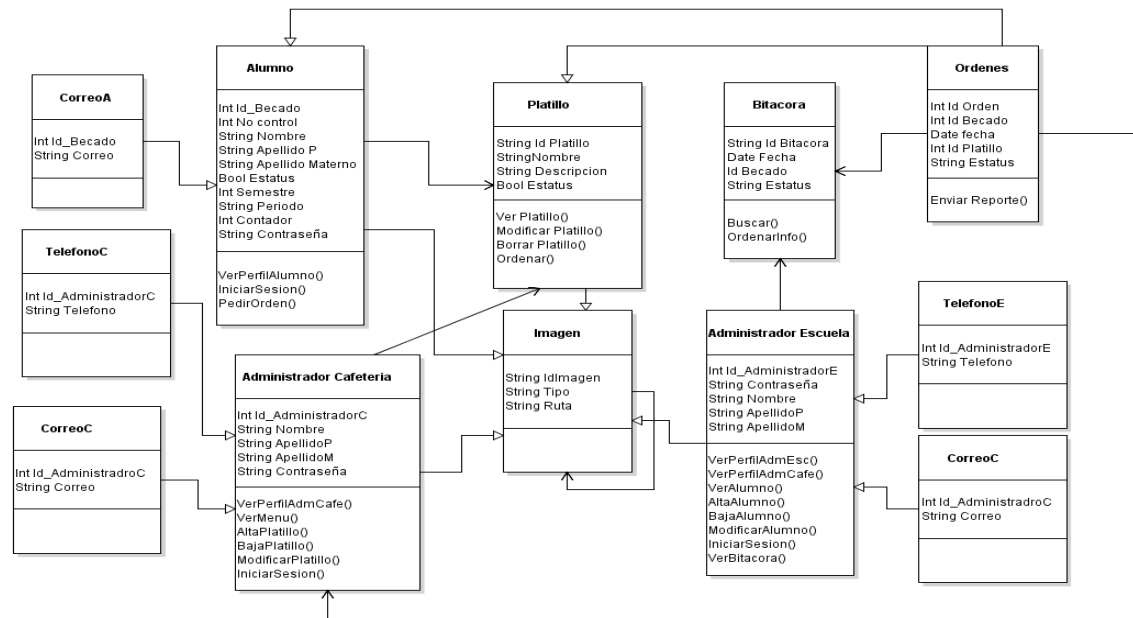 CorreoA
Int Id_Becado
String Correo
Alumno
Int Id_Becado
Int No control
String Nombre
String Apellido P
String Apellido Materno
Bool Estatus
Int Semestre
String Periodo
Int Contador
String Contraseña
VerPerfilAlumno()
IniciarSesion()
PedirOrden()
Platillo
String Id Platillo
StringNombre
String Descripcion
Bool Estatus
Ver Platillo()
Modificar Platillo()
Borrar Platillo()
Ordenar()
Bitacora
String Id Bitacora
Date Fecha
Id Becado
String Estatus
Buscar()
OrdenarInfo()
Ordenes
Int Id Orden
Int Id Becado
Date fecha
Int Id Platillo
String Estatus
Enviar Reporte()
TelefonoC
Int Id_AdministradorC
String Telefono
CorreoC
Int Id_AdministradroC
String Correo
Administrador Cafeteria
Int Id_AdministradorC
String Nombre
String ApellidoP
String ApellidoM
String Contraseña
VerPerfilAdmCafe()
VerMenu()
AltaPlatillo()
BajaPlatillo()
ModificarPlatillo()
IniciarSesion()
Imagen
String IdImagen
String Tipo
String Ruta
Administrador Escuela
Int Id_AdministradorE
String Contraseña
String Nombre
String ApellidoP
String ApellidoM
VerPerfilAdmEsc()
VerPerfilAdmCafe()
VerAlumno()
AltaAlumno()
BajaAlumno()
ModificarAlumno()
IniciarSesion()
VerBitacora()
TelefonoE
Int Id_AdministradorE
String Telefono
CorreoC
Int Id_AdministradroC
String Correo